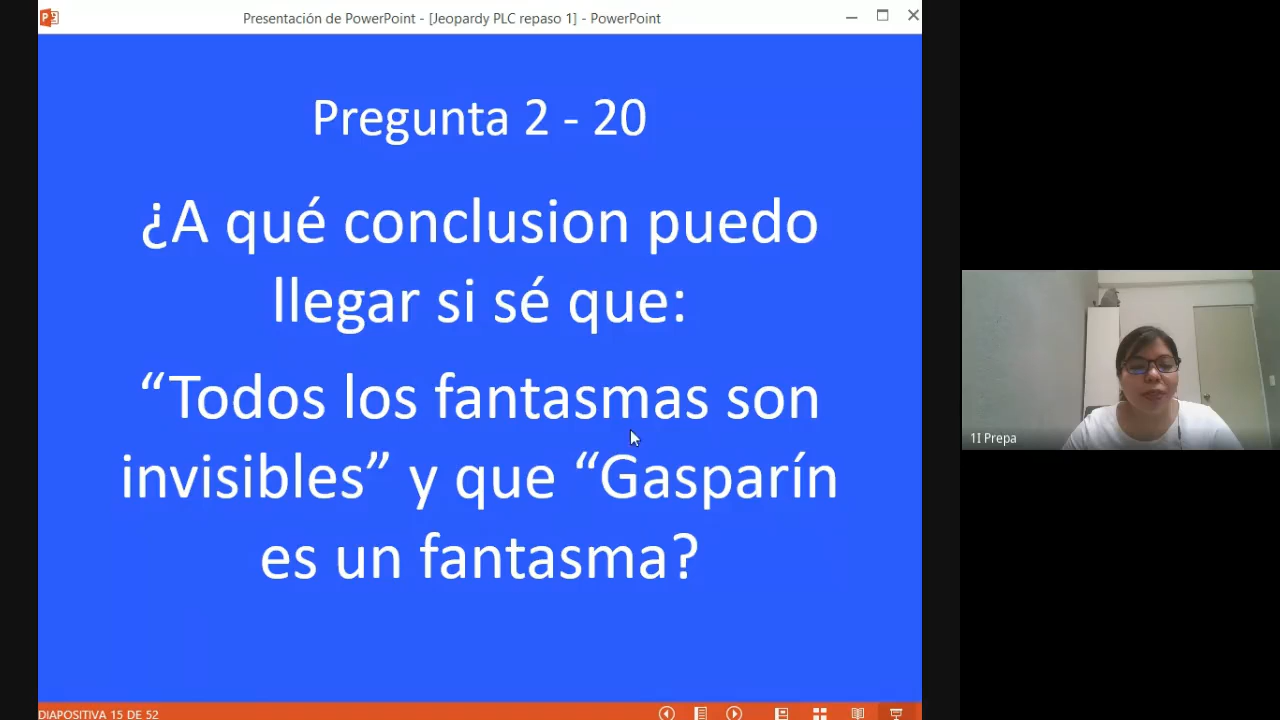 Presentación de PowerPoint - [Jeopardy PLC repaso 1] - PowerPoint
Pregunta 2 - 20
¿A qué conclusion puedo
llegar si sé que:
“Todos los fantasmas son
invisibles” y que “Gasparín
es un fantasma?
1I Prepa
DIAPOSITIVA 15 DE 52